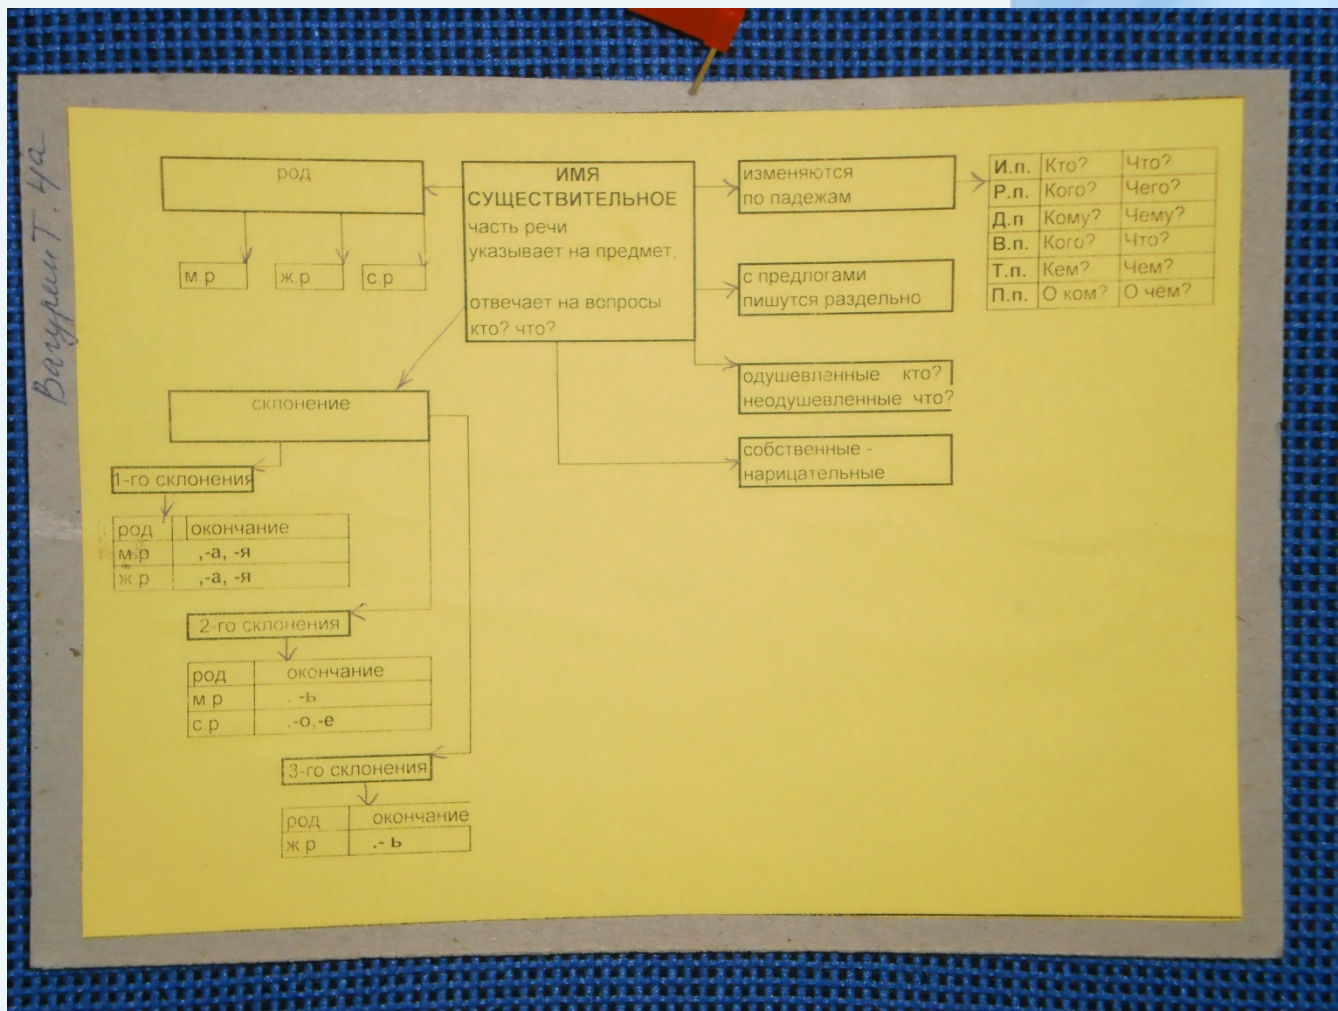 Вагурин Т. 4а
род
м.р
ж.р
с.р
ИМЯ
СУЩЕСТВИТЕЛЬНОЕ
часть речи
указывает на предмет,
отвечает на вопросы
кто? что?
изменяются
по падежам
И.п. Кто? Что?
Р.п. Кого? Чего?
Д.п Кому? Чему?
В.п. Кого? Что?
Т.п. Кем? Чем?
П.п. О ком? О чём?
с предлогами
пишутся раздельно
одушевленные кто?
неодушевленные что?
собственные -
нарицательные
склонение
1-го склонения
род окончание
м.р ,-а, -я
ж.р ,-а, -я
2-го склонения
род окончание
м.р . -ь
с.р .-о,-е
3-го склонения
род окончание
ж.р .- ь